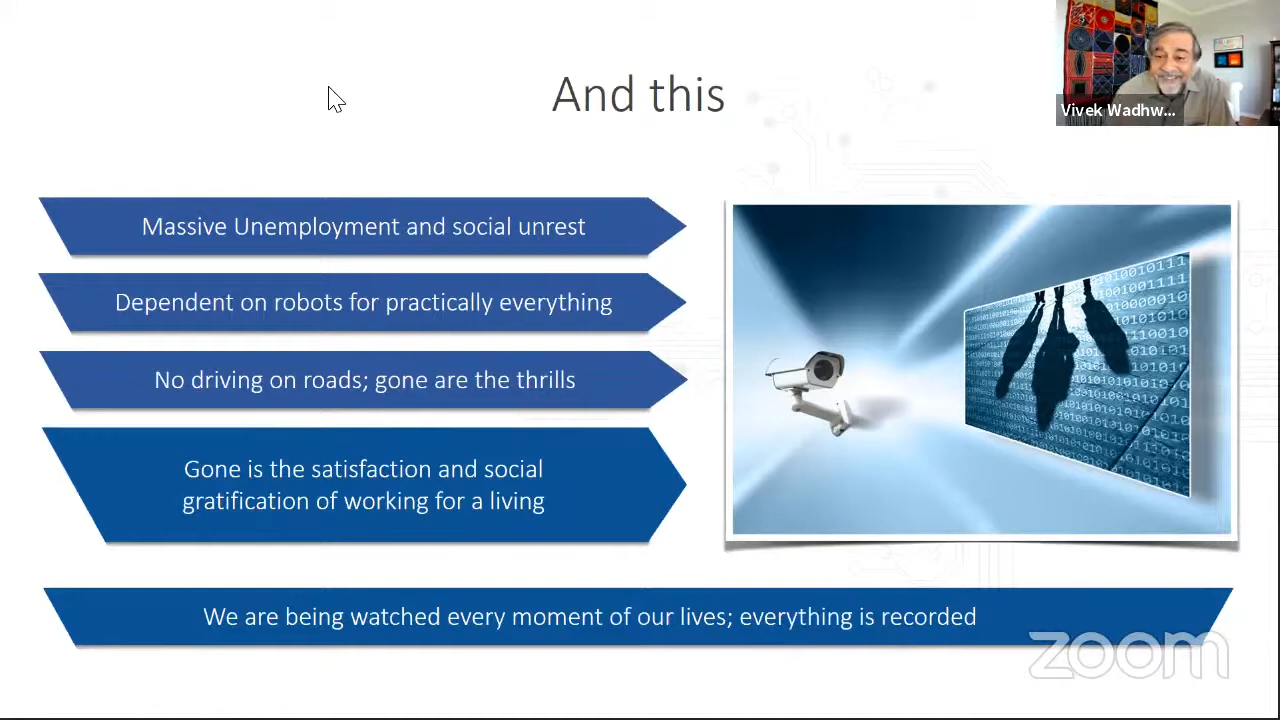 And this
Vivek Wadhw...
Massive Unemployment and social unrest
Dependent on robots for practically everything
No driving on roads; gone are the thrills
Gone is the satisfaction and social
gratification of working for a living
We are being watched every moment of our lives; everything is recorded
zoom